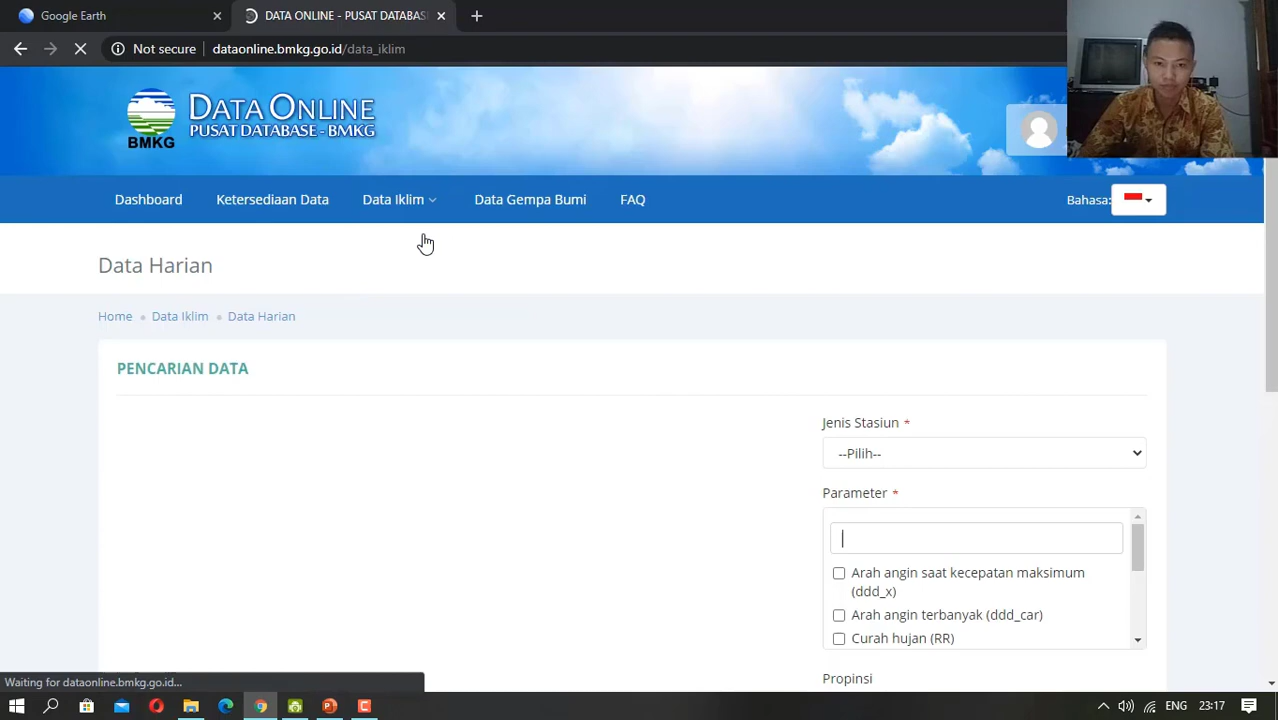 Google Earth
DATA ONLINE - PUSAT DATABAS
Not secure
dataonline.bmkg.go.id/data_iklim
DATA ONLINE
PUSAT DATABASE - BMKG
BMKG
Dashboard
Ketersediaan Data
Data Iklim
Data Gempa Bumi
FAQ
Bahasa:
Data Harian
Home
Data Iklim
Data Harian
PENCARIAN DATA
Jenis Stasiun *
--Pilih--
Parameter *
Arah angin saat kecepatan maksimum
(ddd_x)
Arah angin terbanyak (ddd_car)
Curah hujan (RR)
Propinsi
Waiting for dataonline.bmkg.go.id...
ENG
23:17